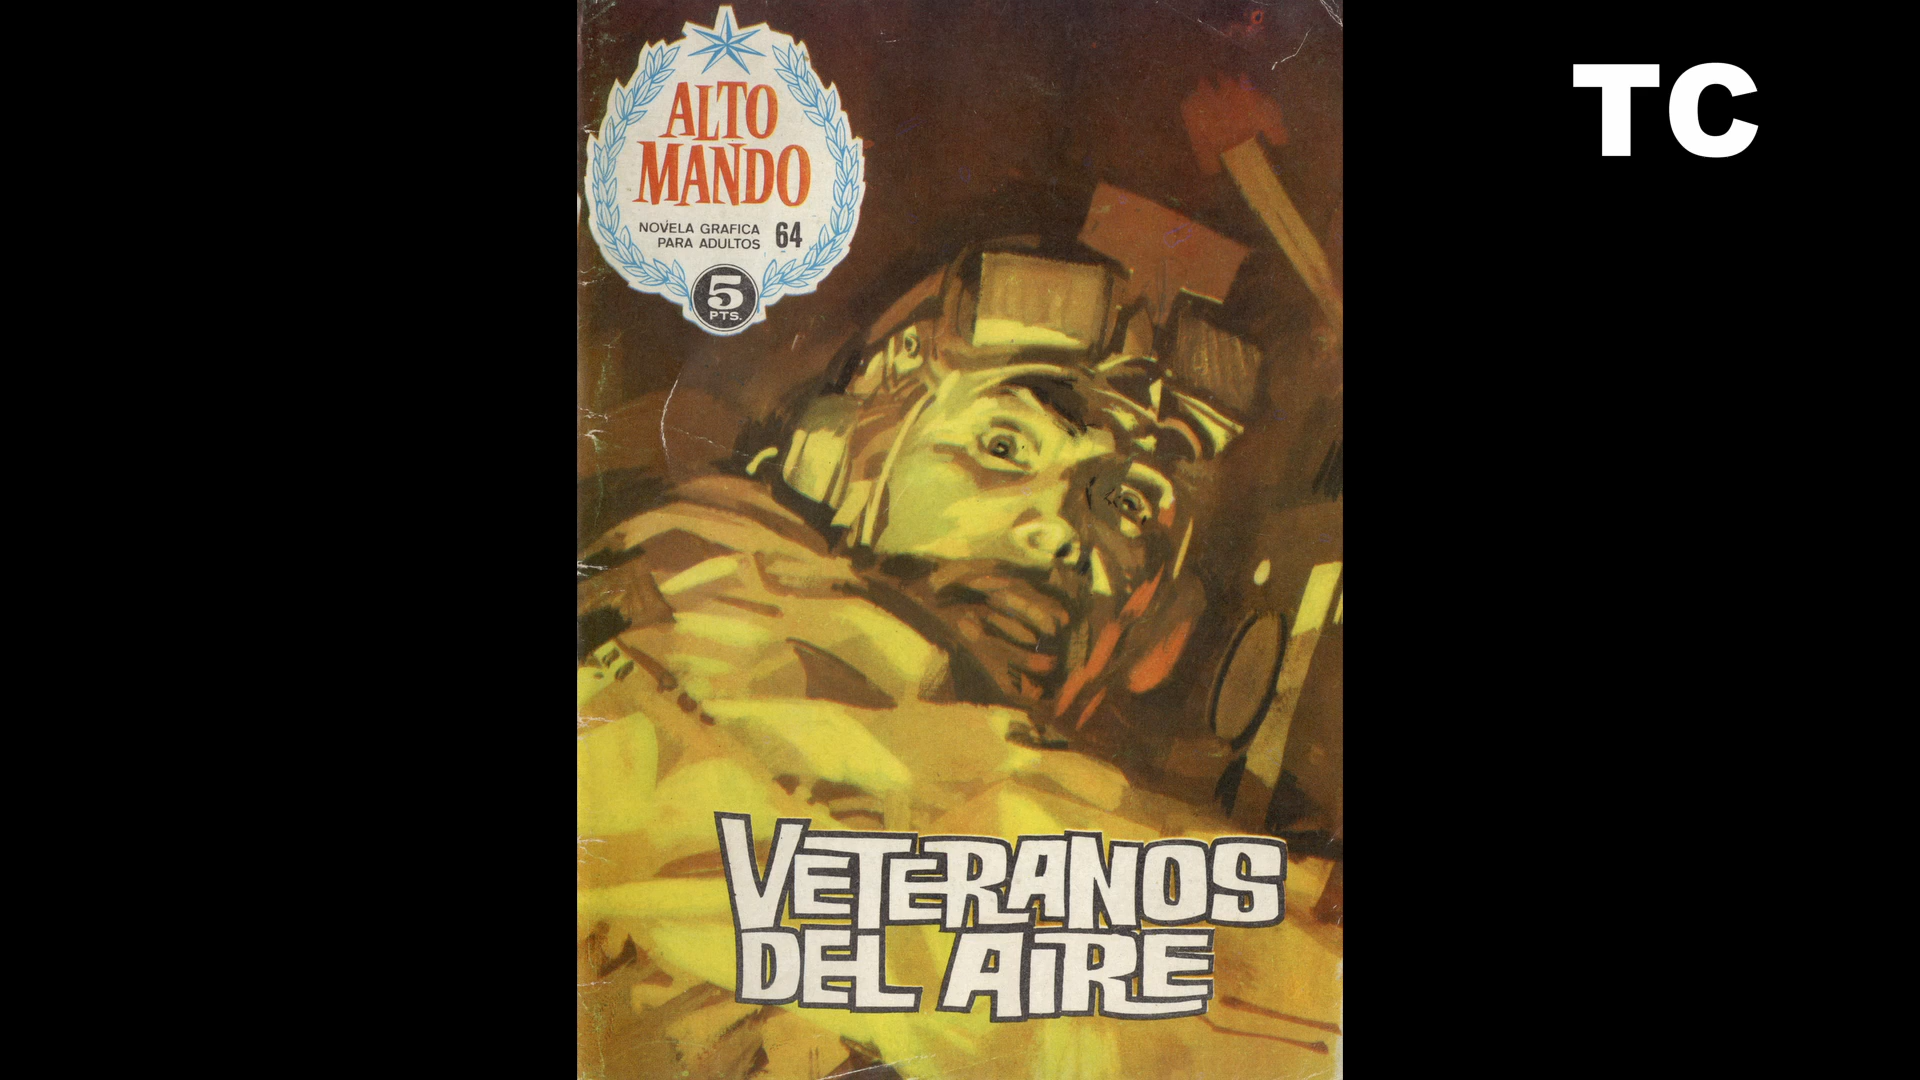 ALTO
MANDO
NOVELA GRAFICA
PARA ADULTOS 64
5
PTS.
TC
VETERANOS
DEL AIRE